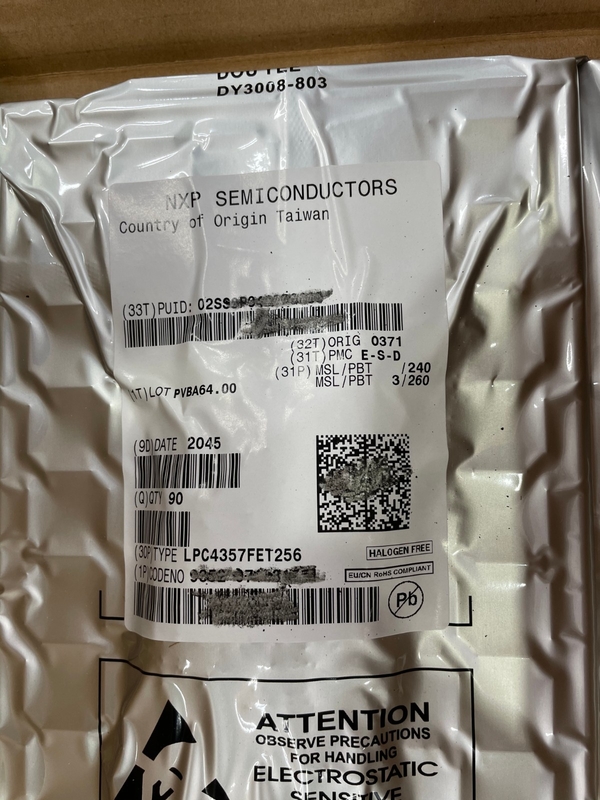 DY3008-803
NXP SEMICONDUCTORS
Country of Origin Taiwan
(33T)PUID:
(32T)ORIG 0371
(31T)PMC E-S-D
(31P) MSL/PBT /240
MSL/PBT 3/260
1T)LOT PVBA64.00
(9D)DATE 2045
(Q)QTY 90
(30P)TYPE LPC4357FET256
HALOGEN FREE
(1P)CODENO
EU/CN RoHS COMPLIANT
Pb
ATTENTION
OBSERVE PRECAUTIONS
FOR HANDLING
ELECTROSTATIC
SENSITIVE